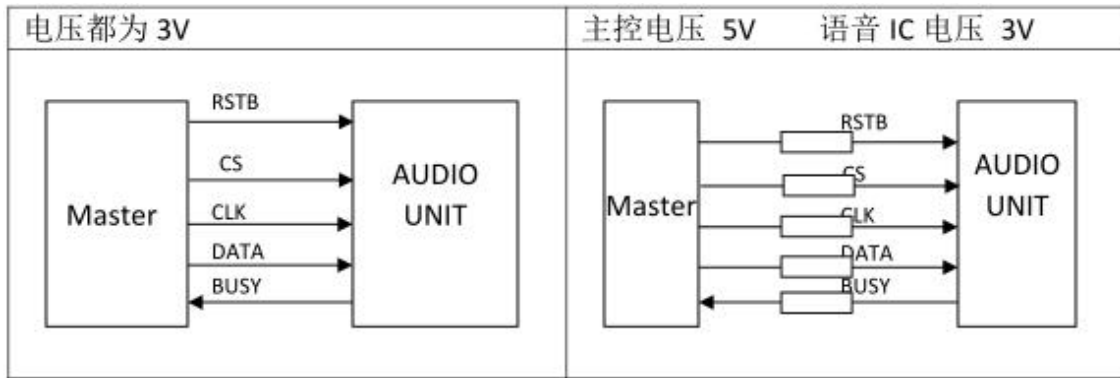 电压都为 3V
主控电压 5V 语音 IC 电压 3V
RSTB
CS
CLK
DATA
BUSY
Master
AUDIO
UNIT
RSTB
CS
CLK
DATA
BUSY
Master
AUDIO
UNIT